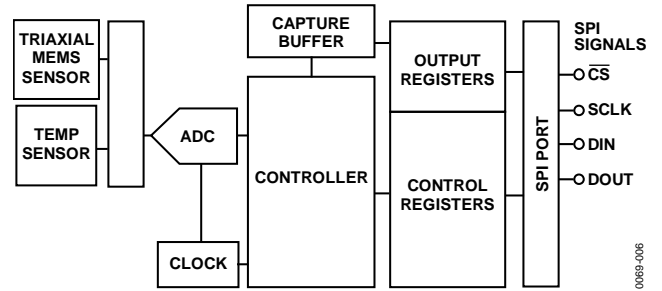 TRIAXIAL
MEMS
SENSOR
TEMP
SENSOR
ADC
CLOCK
CAPTURE
BUFFER
CONTROLLER
OUTPUT
REGISTERS
CONTROL
REGISTERS
SPI PORT
SPI
SIGNALS
CS
SCLK
DIN
DOUT
0069-006